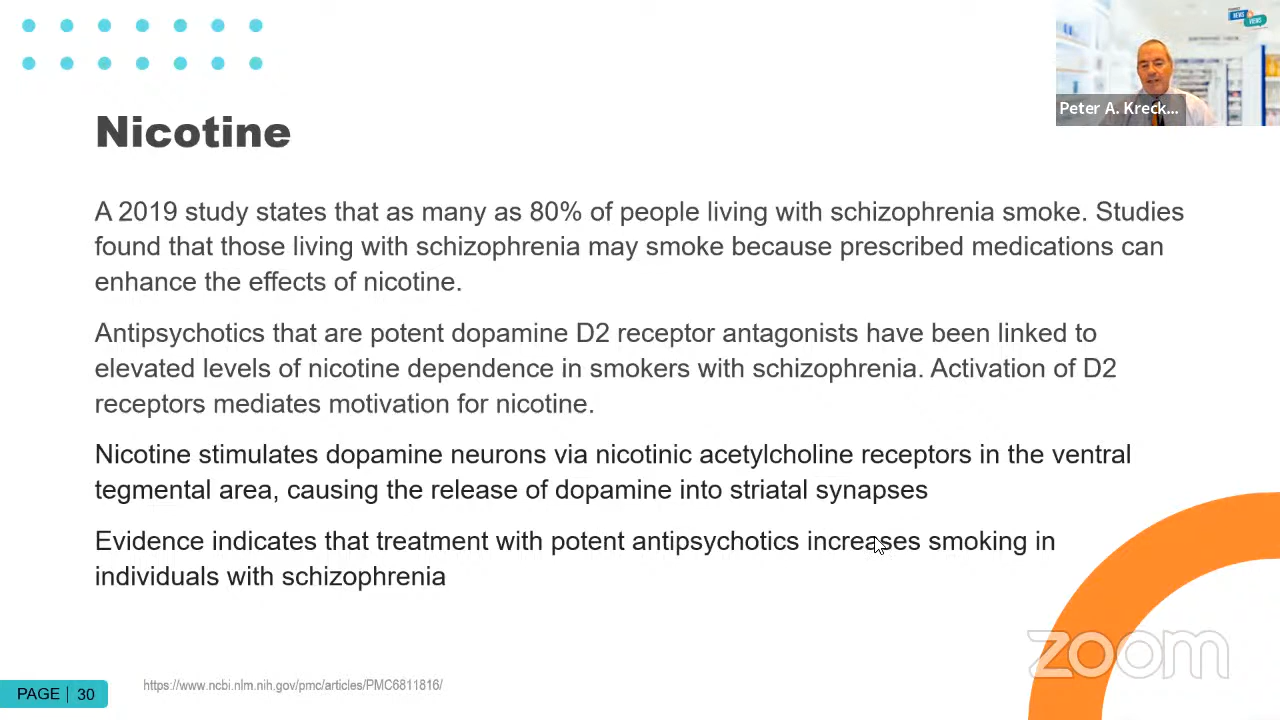 NEWS
VIEWS
Peter A. Kreck...
Nicotine
A 2019 study states that as many as 80% of people living with schizophrenia smoke. Studies
found that those living with schizophrenia may smoke because prescribed medications can
enhance the effects of nicotine.
Antipsychotics that are potent dopamine D2 receptor antagonists have been linked to
elevated levels of nicotine dependence in smokers with schizophrenia. Activation of D2
receptors mediates motivation for nicotine.
Nicotine stimulates dopamine neurons via nicotinic acetylcholine receptors in the ventral
tegmental area, causing the release of dopamine into striatal synapses
Evidence indicates that treatment with potent antipsychotics increases smoking in
individuals with schizophrenia
zoom
PAGE | 30
https://www.ncbi.nlm.nih.gov/pmc/articles/PMC6811816/